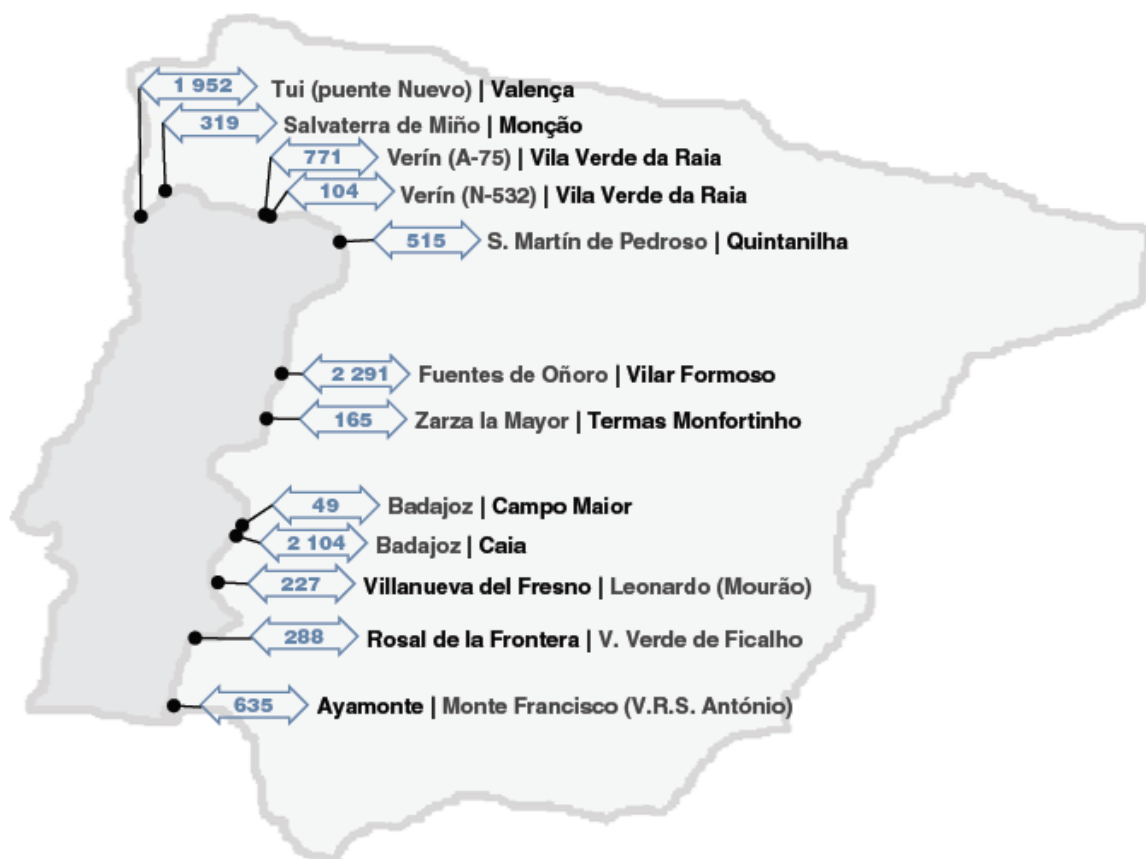 1 952 Tui (puente Nuevo) | Valença
319 Salvaterra de Miño | Monção
771 Verín (A-75) | Vila Verde da Raia
104 Verín (N-532) | Vila Verde da Raia
515 S. Martín de Pedroso | Quintanilha
2 291 Fuentes de Oñoro | Vilar Formoso
165 Zarza la Mayor | Termas Monfortinho
49 Badajoz | Campo Maior
2 104 Badajoz | Caia
227 Villanueva del Fresno | Leonardo (Mourão)
288 Rosal de la Frontera | V. Verde de Ficalho
635 Ayamonte | Monte Francisco (V.R.S. António)